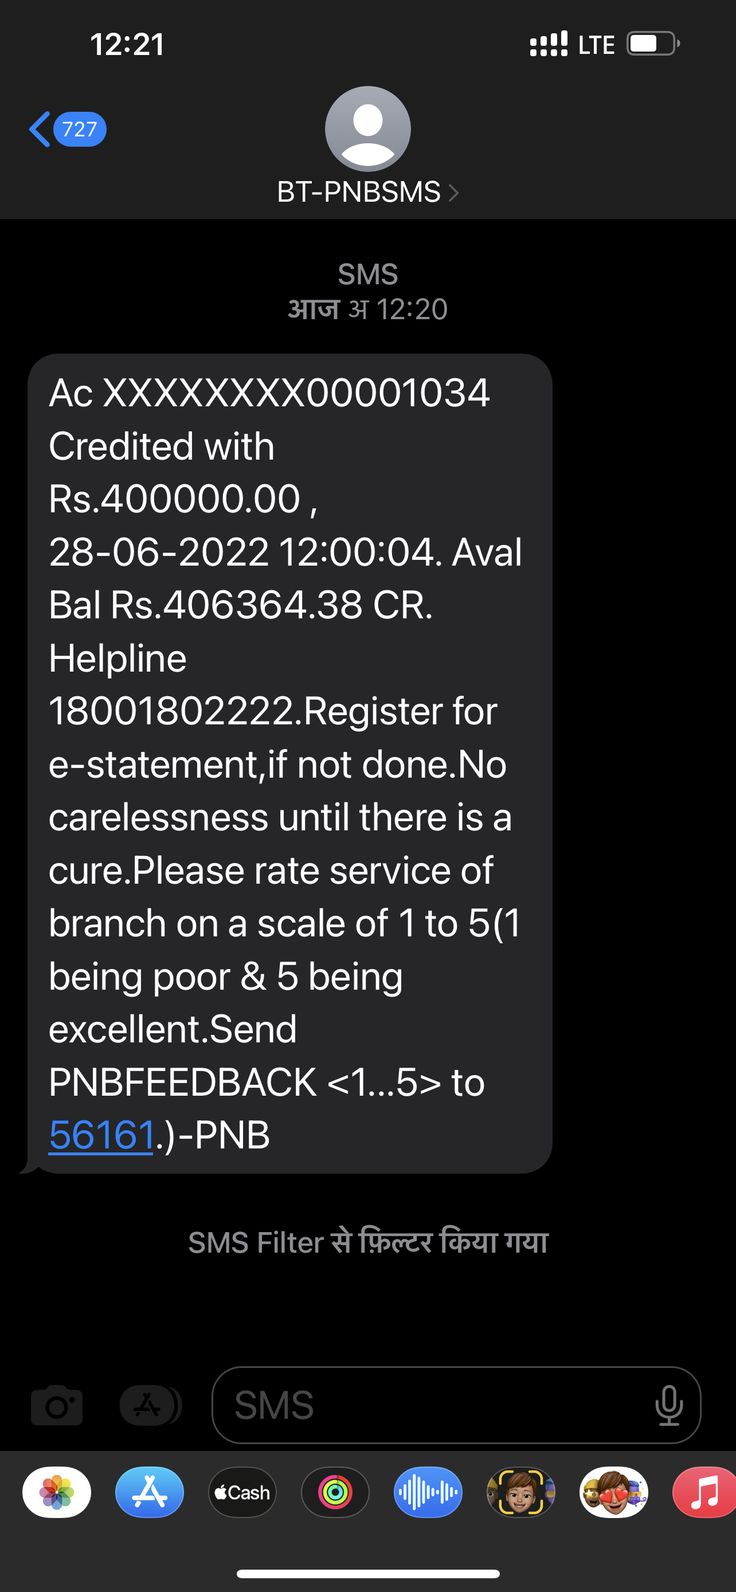 12:21
LTE
727
BT-PNBSMS
SMS
आज अ 12:20
Ac XXXXXXXX00001034
Credited with
Rs.400000.00 ,
28-06-2022 12:00:04. Aval
Bal Rs.406364.38 CR.
Helpline
18001802222.Register for
e-statement,if not done.No
carelessness until there is a
cure.Please rate service of
branch on a scale of 1 to 5(1
being poor & 5 being
excellent.Send
PNBFEEDBACK <1...5> to
56161.)-PNB
SMS Filter से फ़िल्टर किया गया
SMS
Cash